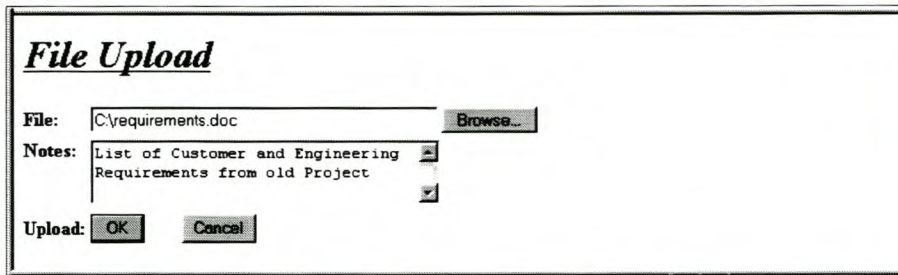 File Upload
File: C:\requirements.doc Browse...
Notes: List of Customer and Engineering
Requirements from old Project
Upload: OK Cancel